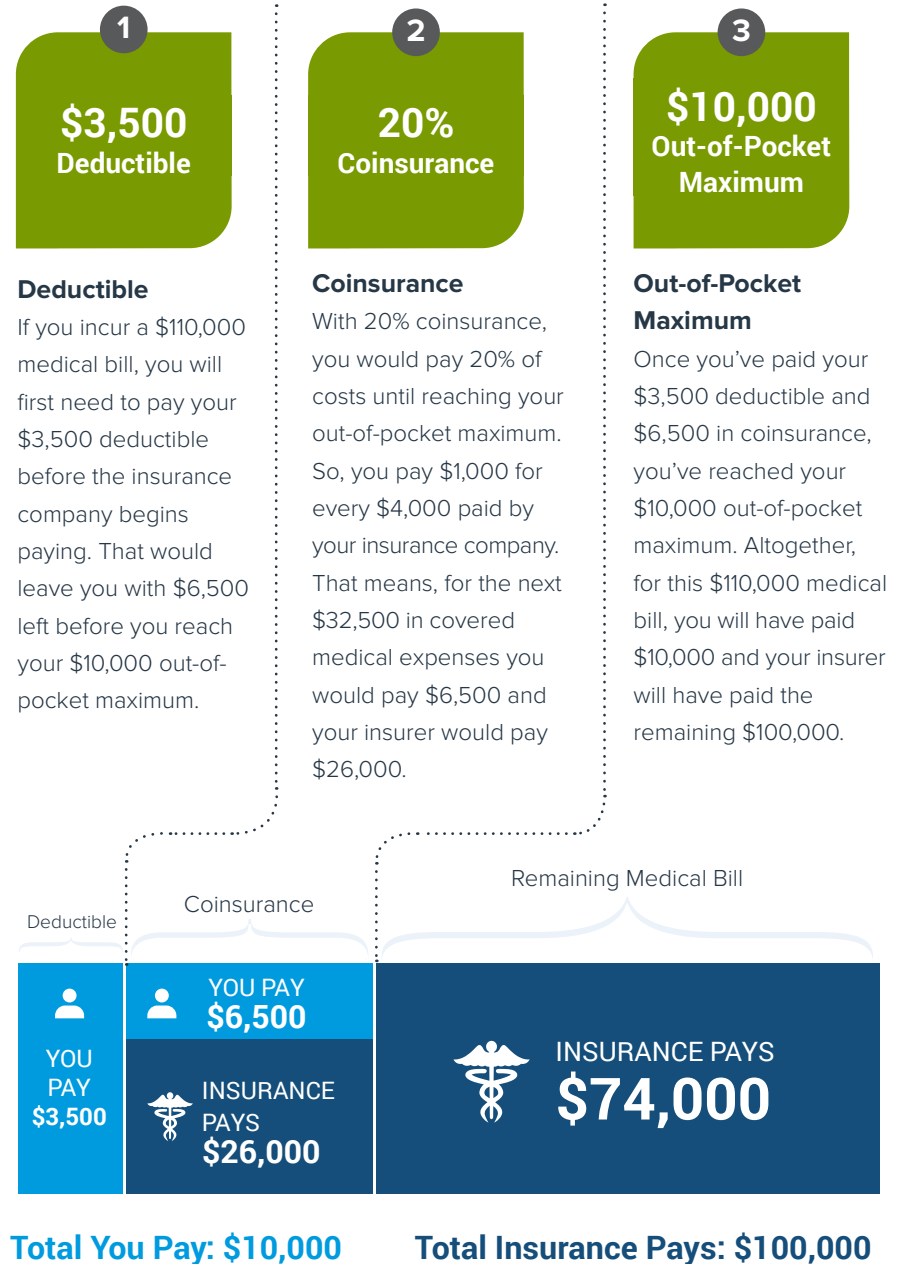 1
$3,500
Deductible
Deductible
If you incur a $110,000
medical bill, you will
first need to pay your
$3,500 deductible
before the insurance
company begins
paying. That would
leave you with $6,500
left before you reach
your $10,000 out-of-
pocket maximum.
2
20%
Coinsurance
Coinsurance
With 20% coinsurance,
you would pay 20% of
costs until reaching your
out-of-pocket maximum.
So, you pay $1,000 for
every $4,000 paid by
your insurance company.
That means, for the next
$32,500 in covered
medical expenses you
would pay $6,500 and
your insurer would pay
$26,000.
3
$10,000
Out-of-Pocket
Maximum
Out-of-Pocket
Maximum
Once you’ve paid your
$3,500 deductible and
$6,500 in coinsurance,
you’ve reached your
$10,000 out-of-pocket
maximum. Altogether,
for this $110,000 medical
bill, you will have paid
$10,000 and your insurer
will have paid the
remaining $100,000.
Deductible
YOU
PAY
$3,500
Coinsurance
YOU PAY
$6,500
INSURANCE
PAYS
$26,000
Remaining Medical Bill
INSURANCE PAYS
$74,000
Total You Pay: $10,000
Total Insurance Pays: $100,000